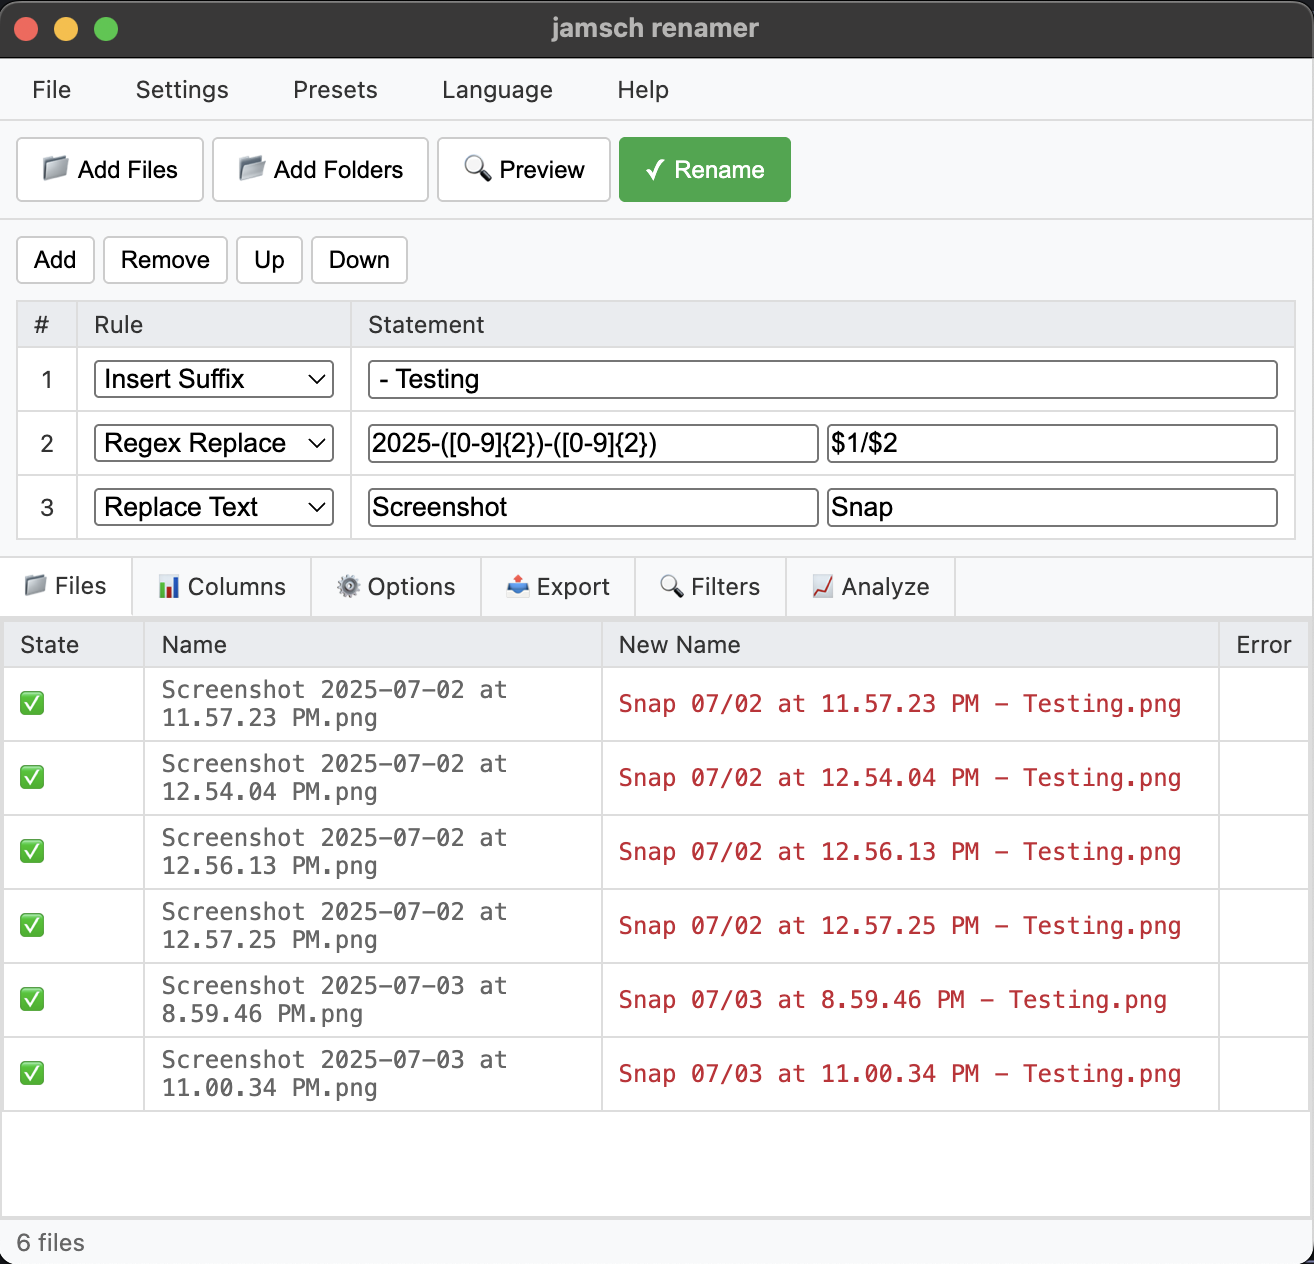 jamsch renamer
File Settings Presets Language Help
Add Files Add Folders Preview ✓ Rename
Add Remove Up Down
# Rule Statement
1 Insert Suffix - Testing
2 Regex Replace 2025-([0-9]{2})-([0-9]{2}) $1/$2
3 Replace Text Screenshot Snap
Files Columns Options Export Filters Analyze
State Name New Name Error
Screenshot 2025-07-02 at
11.57.23 PM.png
Snap 07/02 at 11.57.23 PM - Testing.png
Screenshot 2025-07-02 at
12.54.04 PM.png
Snap 07/02 at 12.54.04 PM - Testing.png
Screenshot 2025-07-02 at
12.56.13 PM.png
Snap 07/02 at 12.56.13 PM - Testing.png
Screenshot 2025-07-02 at
12.57.25 PM.png
Snap 07/02 at 12.57.25 PM - Testing.png
Screenshot 2025-07-03 at
8.59.46 PM.png
Snap 07/03 at 8.59.46 PM - Testing.png
Screenshot 2025-07-03 at
11.00.34 PM.png
Snap 07/03 at 11.00.34 PM - Testing.png
6 files